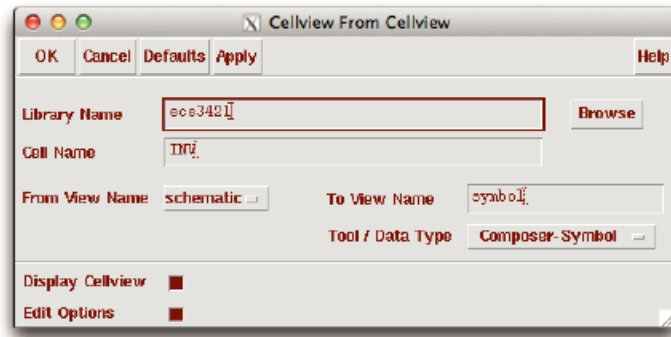 Cellview From Cellview
OK Cancel Defaults Apply Help
Library Name ece3421 Browse
Cell Name INV
From View Name schematic To View Name symbol
Tool / Data Type Composer-Symbol
Display Cellview
Edit Options